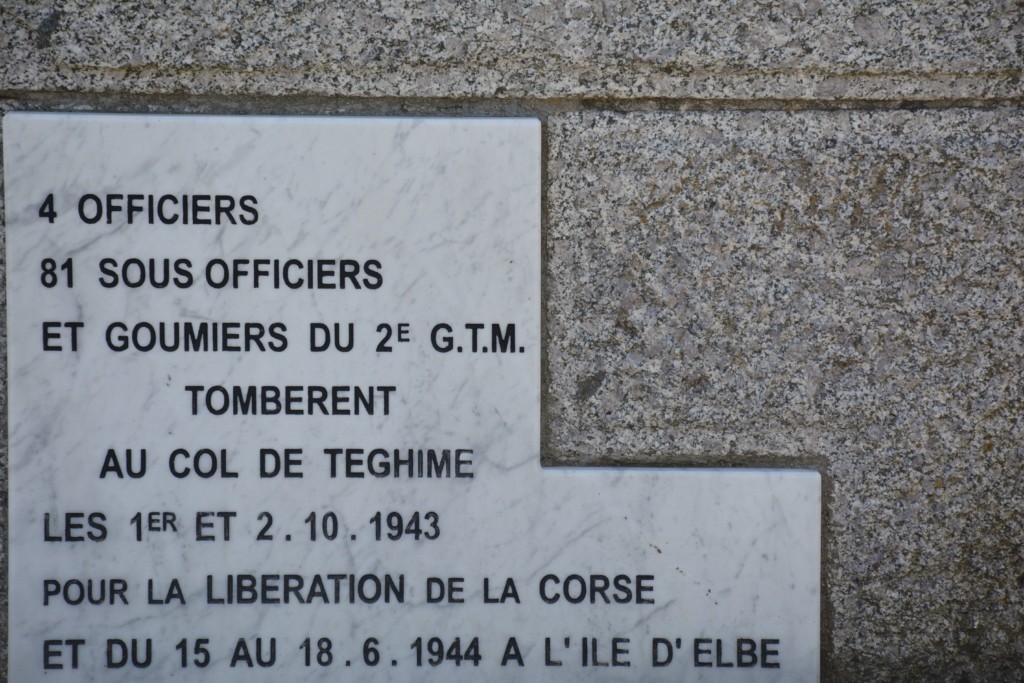 4 OFFICIERS
81 SOUS OFFICIERS
ET GOUMIERS DU 2E G.T.M.
TOMBERENT
AU COL DE TEGHIME
LES 1ER ET 2.10.1943
POUR LA LIBERATION DE LA CORSE
ET DU 15 AU 18.6.1944 A L'ILE D'ELBE